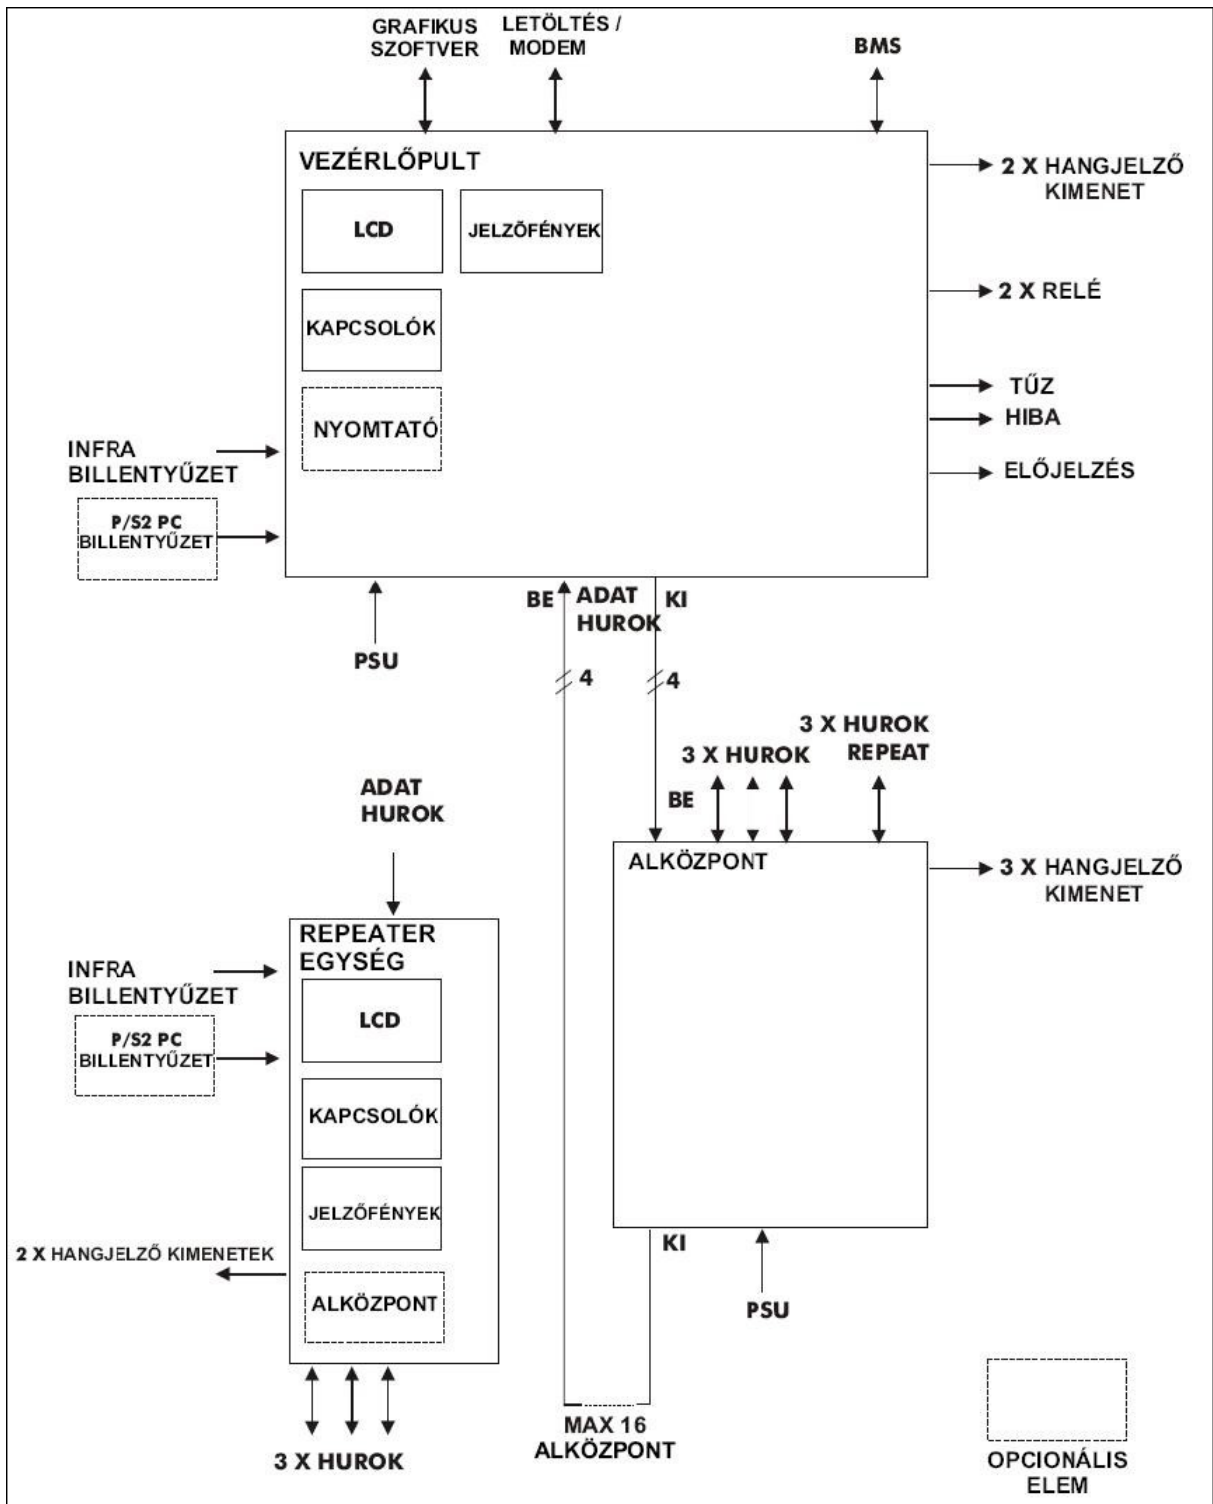 GRAFIKUS
SZOFTVER
LETÖLTÉS /
MODEM
BMS
VEZÉRLŐPULT
LCD
JELZŐFÉNYEK
KAPCSOLÓK
NYOMTATÓ
2 X HANGJELZŐ
KIMENET
2 X RELÉ
TŰZ
HIBA
ELŐJELZÉS
INFRA
BILLENTYŰZET
P/S2 PC
BILLENTYŰZET
PSU
BE
ADAT
HUROK
KI
4
4
3 X HUROK
3 X HUROK
REPEAT
BE
ALKÖZPONT
3 X HANGJELZŐ
KIMENET
KI
PSU
ADAT
HUROK
REPEATER
EGYSÉG
INFRA
BILLENTYŰZET
P/S2 PC
BILLENTYŰZET
LCD
KAPCSOLÓK
JELZŐFÉNYEK
2 X HANGJELZŐ KIMENETEK
ALKÖZPONT
3 X HUROK
MAX 16
ALKÖZPONT
OPCIONÁLIS
ELEM